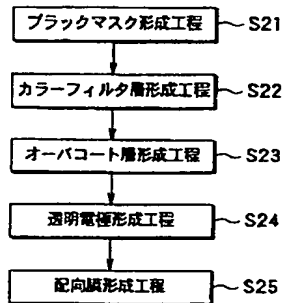 ブラックマスク形成工程 S21
カラーフィルタ層形成工程 S22
オーバコート層形成工程 S23
透明電極形成工程 S24
配向膜形成工程 S25